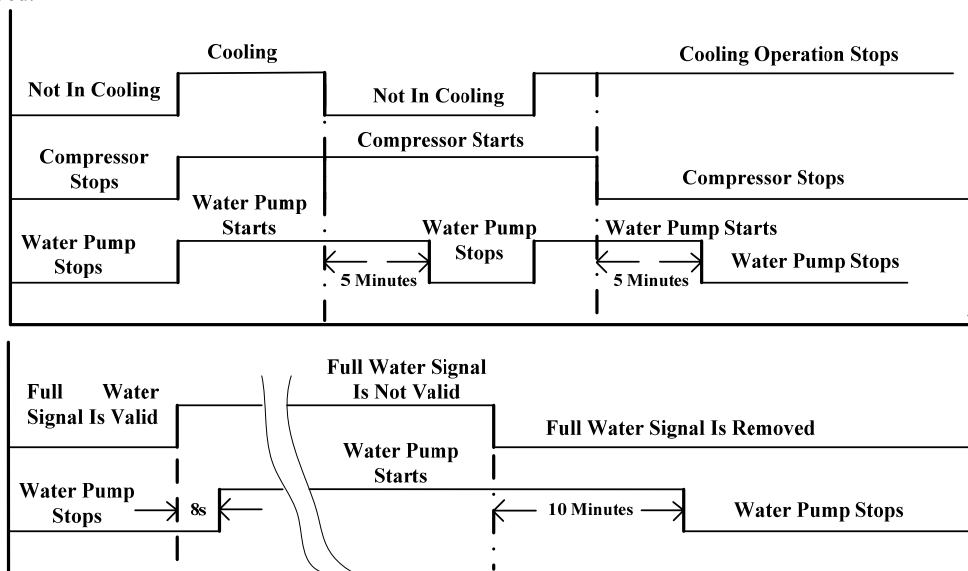 Cooling
Cooling Operation Stops
Not In Cooling
Not In Cooling
Compressor Starts
Compressor
Stops
Compressor Stops
Water Pump
Starts
Water Pump
Stops
Water Pump
Stops
Water Pump Starts
Water Pump Stops
5 Minutes
5 Minutes
Full Water Signal
Is Not Valid
Full Water
Signal Is Valid
Full Water Signal Is Removed
Water Pump
Starts
Water Pump
Stops
8s
10 Minutes
Water Pump Stops